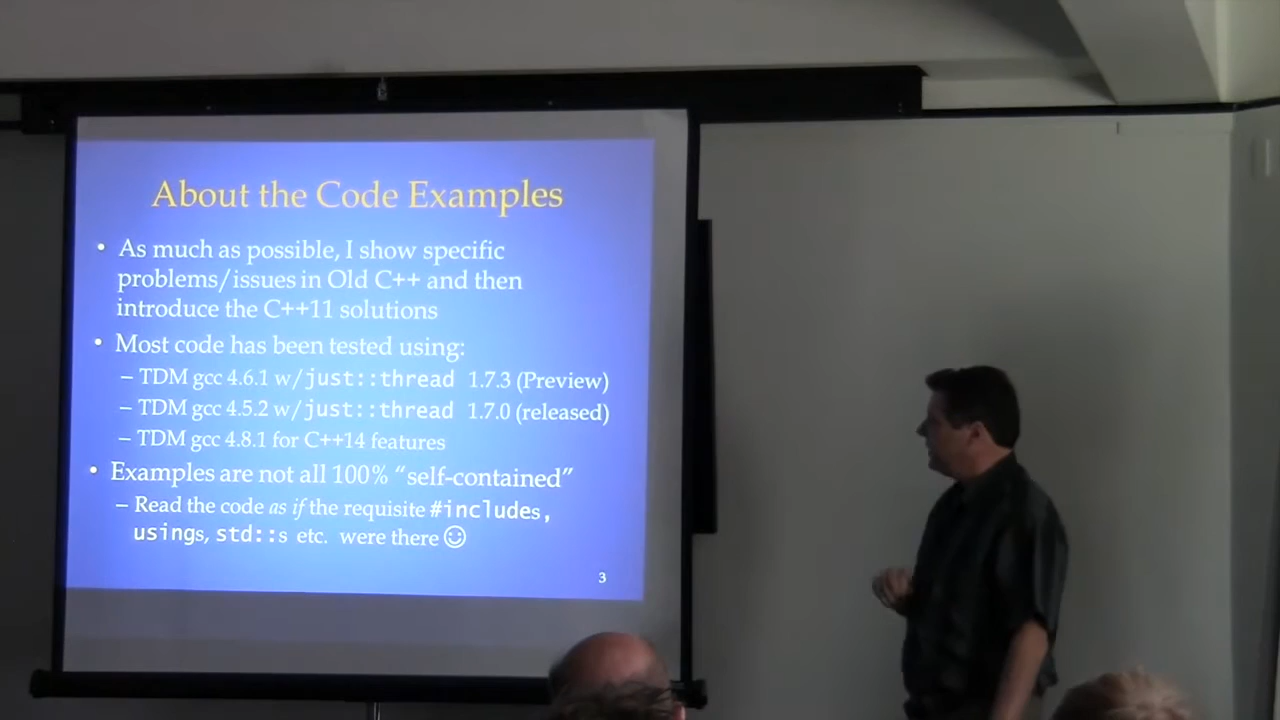 About the Code Examples
• As much as possible, I show specific
problems/issues in Old C++ and then
introduce the C++11 solutions
• Most code has been tested using:
– TDM gcc 4.6.1 w/just::thread 1.7.3 (Preview)
– TDM gcc 4.5.2 w/just::thread 1.7.0 (released)
– TDM gcc 4.8.1 for C++14 features
• Examples are not all 100% “self-contained”
– Read the code as if the requisite #includes,
usings, std::s etc. were there ☺
3